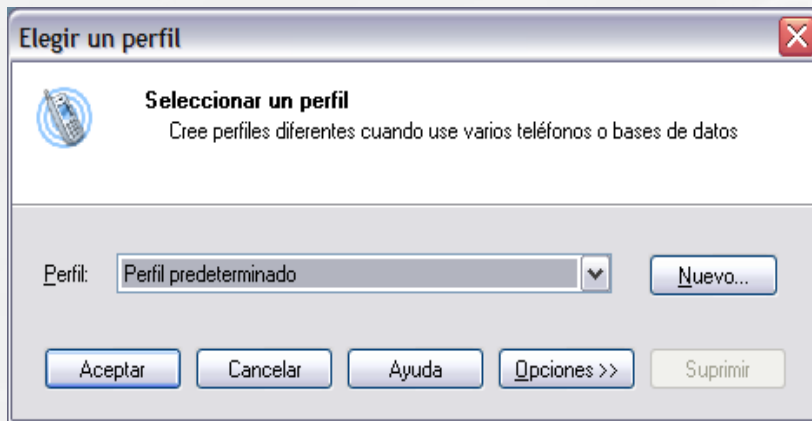 Elegir un perfil
Seleccionar un perfil
Cree perfiles diferentes cuando use varios teléfonos o bases de datos
Perfil: Perfil predeterminado Nuevo...
Aceptar Cancelar Ayuda Opciones >> Suprimir